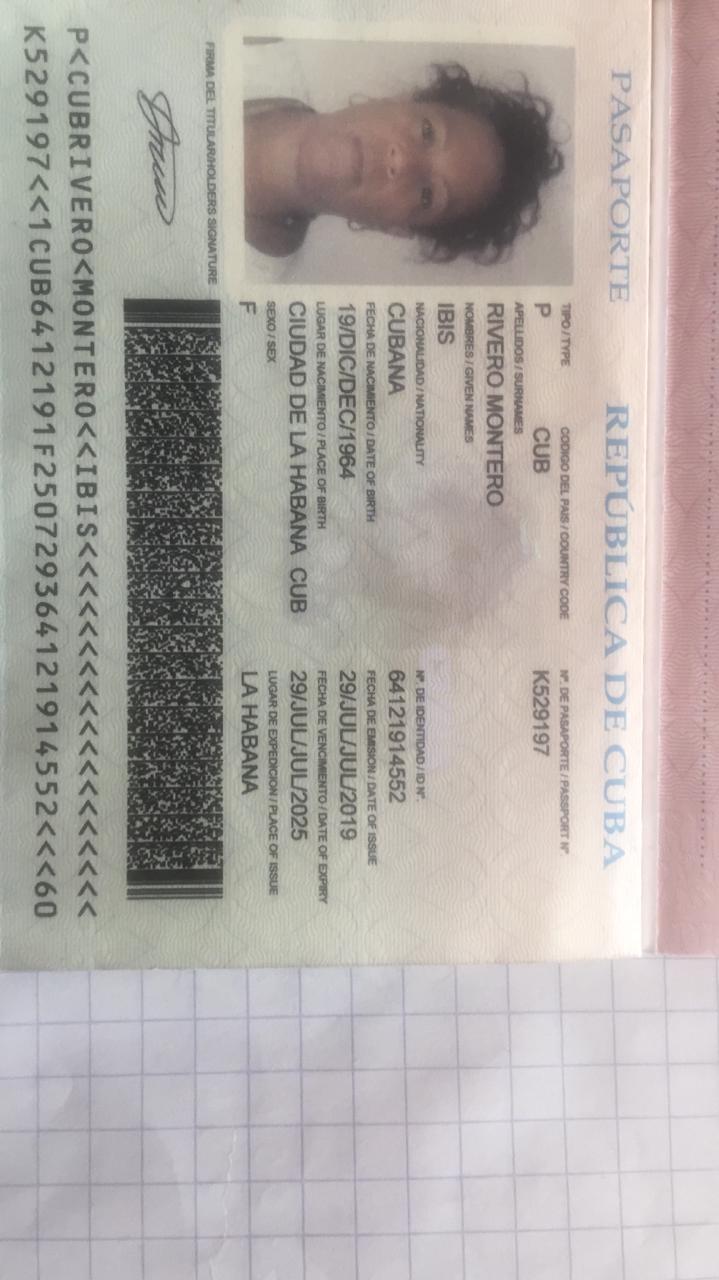 PASAPORTE REPÚBLICA DE CUBA
TIPO / TYPE CODIGO DEL PAIS / COUNTRY CODE Nº. DE PASAPORTE / PASSPORT Nº
P CUB K529197
APELLIDOS / SURNAMES
RIVERO MONTERO
NOMBRES / GIVEN NAMES
IBIS
NACIONALIDAD / NATIONALITY Nº. DE IDENTIDAD / ID Nº.
CUBANA 64121914552
FECHA DE NACIMIENTO / DATE OF BIRTH FECHA DE EMISION / DATE OF ISSUE
19/DIC/DEC/1964 29/JUL/JUL/2019
LUGAR DE NACIMIENTO / PLACE OF BIRTH FECHA DE VENCIMIENTO / DATE OF EXPIRY
CIUDAD DE LA HABANA CUB 29/JUL/JUL/2025
SEXO / SEX LUGAR DE EXPEDICION / PLACE OF ISSUE
F LA HABANA
FIRMA DEL TITULAR/HOLDERS SIGNATURE
P<CUBRIVERO<MONTERO<<IBIS<<<<<<<<<<<<<<<<<<<
K529197<<1CUB6412191F250729364121914552<<<60